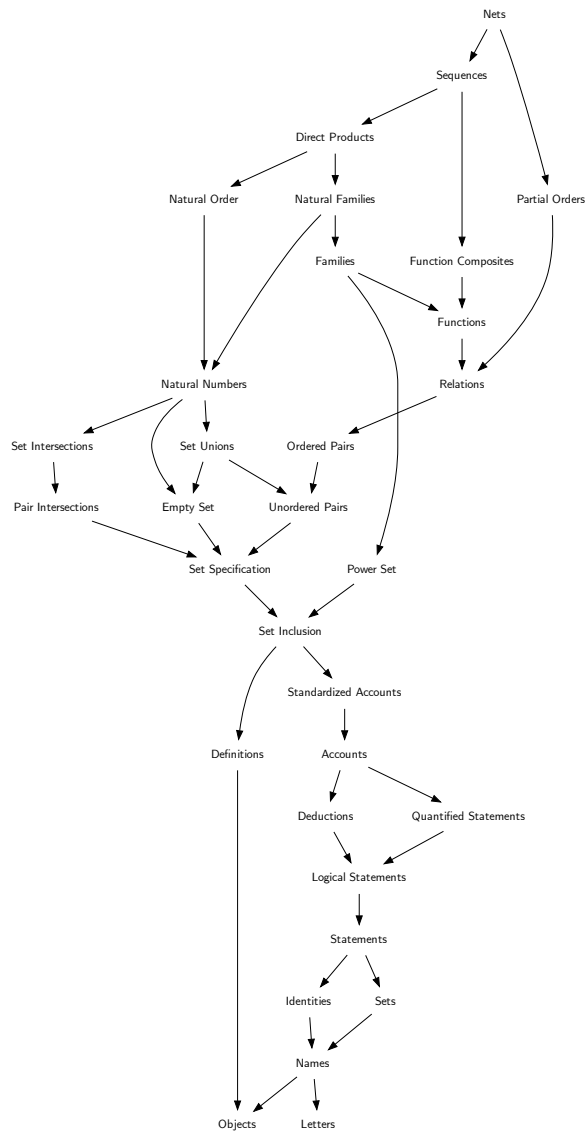 Nets
Sequences
Direct Products
Natural Order
Natural Families
Partial Orders
Families
Function Composites
Functions
Natural Numbers
Relations
Set Intersections
Set Unions
Ordered Pairs
Pair Intersections
Empty Set
Unordered Pairs
Set Specification
Power Set
Set Inclusion
Standardized Accounts
Definitions
Accounts
Deductions
Quantified Statements
Logical Statements
Statements
Identities
Sets
Names
Objects
Letters